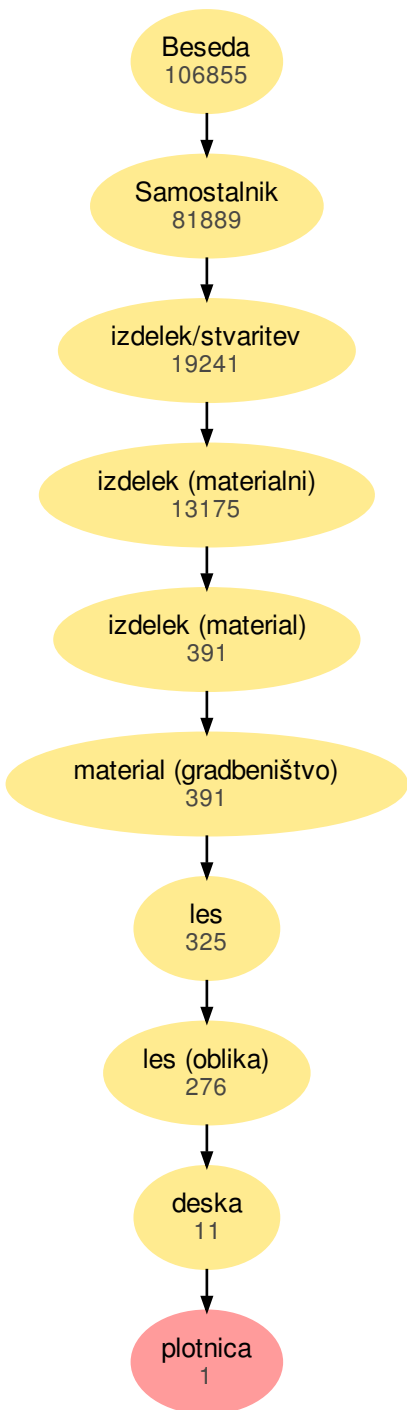 Beseda
106855
Samostalnik
81889
izdelek/stvaritev
19241
izdelek (materialni)
13175
izdelek (material)
391
material (gradbeništvo)
391
les
325
les (oblika)
276
deska
11
plotnica
1